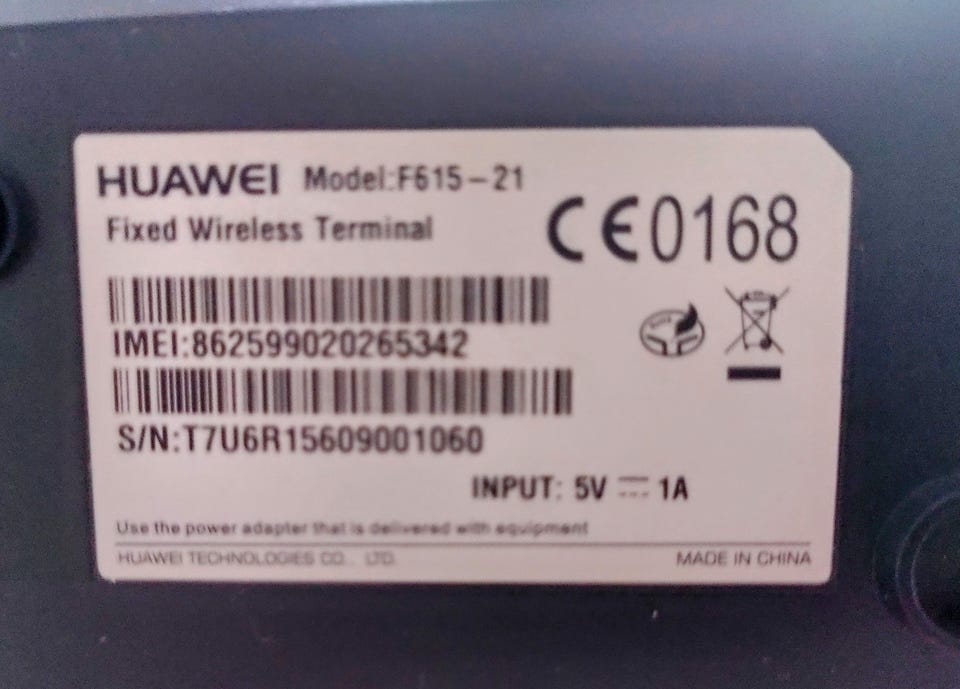 HUAWEI Model:F615-21
Fixed Wireless Terminal
CE0168
IMEI:862599020265342
S/N:T7U6R15609001060
INPUT: 5V ⎓ 1A
Use the power adapter that is delivered with equipment
HUAWEI TECHNOLOGIES CO., LTD.
MADE IN CHINA